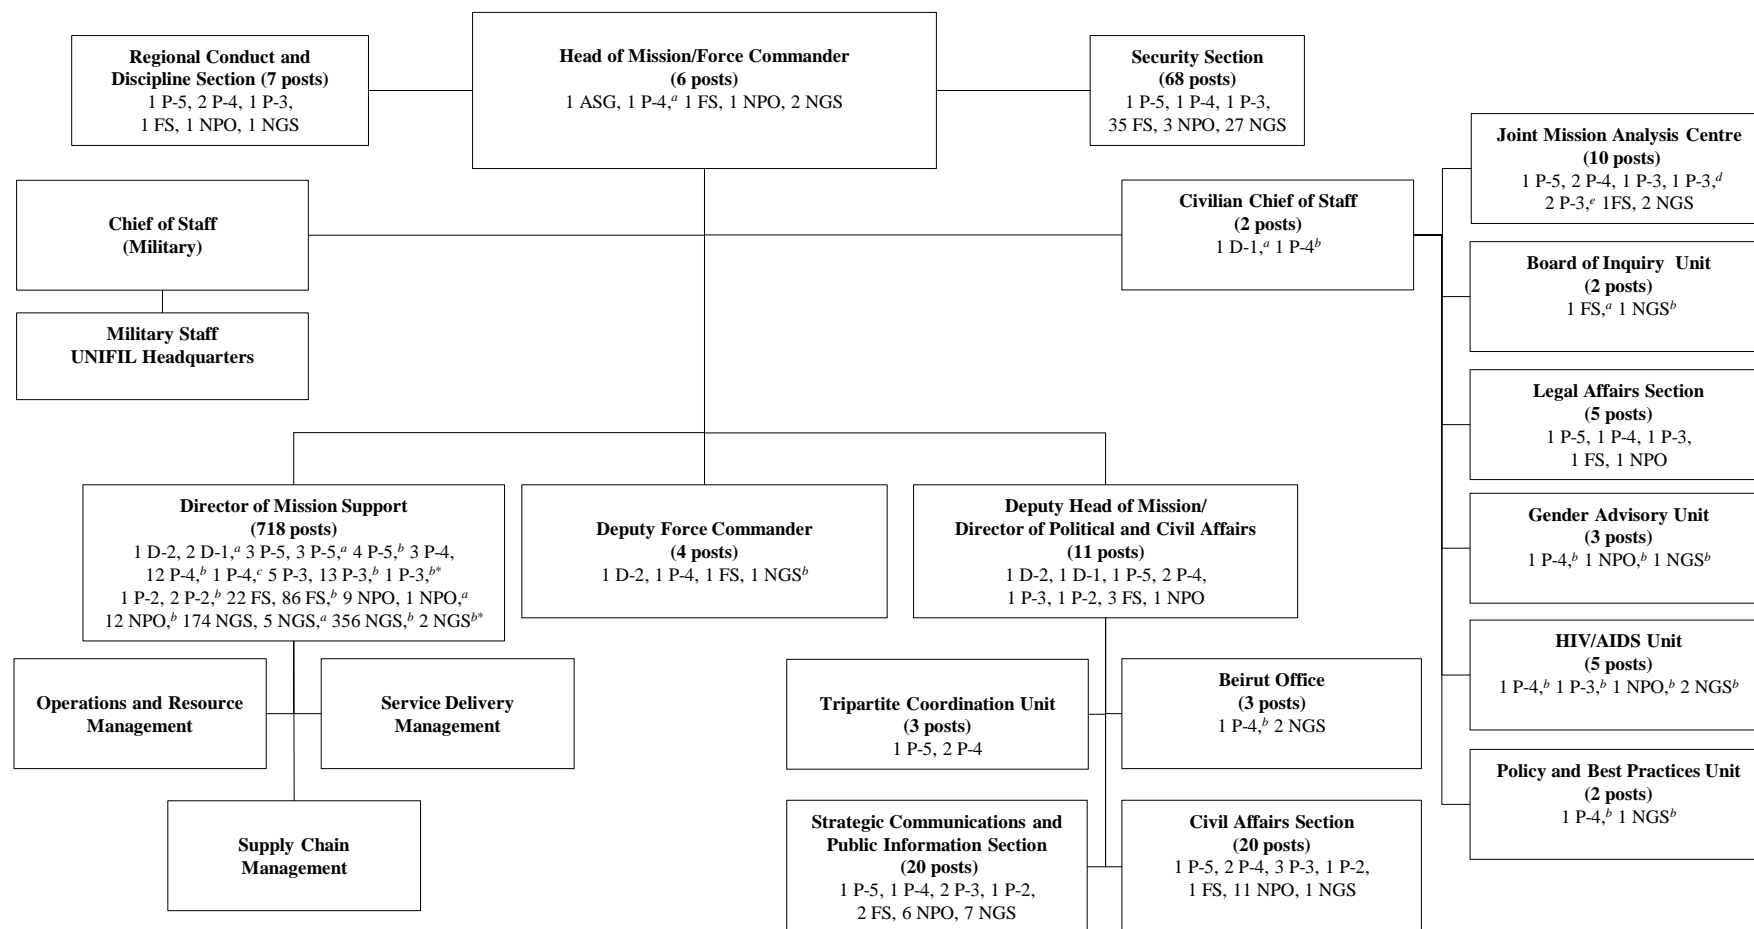 Regional Conduct and
Discipline Section (7 posts)
1 P-5, 2 P-4, 1 P-3,
1 FS, 1 NPO, 1 NGS
Head of Mission/Force Commander
(6 posts)
1 ASG, 1 P-4,a 1 FS, 1 NPO, 2 NGS
Security Section
(68 posts)
1 P-5, 1 P-4, 1 P-3,
35 FS, 3 NPO, 27 NGS
Chief of Staff
(Military)
Military Staff
UNIFIL Headquarters
Civilian Chief of Staff
(2 posts)
1 D-1,a 1 P-4b
Joint Mission Analysis Centre
(10 posts)
1 P-5, 2 P-4, 1 P-3, 1 P-3,d
2 P-3,e 1FS, 2 NGS
Board of Inquiry Unit
(2 posts)
1 FS,a 1 NGSb
Legal Affairs Section
(5 posts)
1 P-5, 1 P-4, 1 P-3,
1 FS, 1 NPO
Gender Advisory Unit
(3 posts)
1 P-4,b 1 NPO,b 1 NGSb
HIV/AIDS Unit
(5 posts)
1 P-4,b 1 P-3,b 1 NPO,b 2 NGSb
Policy and Best Practices Unit
(2 posts)
1 P-4,b 1 NGSb
Director of Mission Support
(718 posts)
1 D-2, 2 D-1,a 3 P-5, 3 P-5,a 4 P-5,b 3 P-4,
12 P-4,b 1 P-4,c 5 P-3, 13 P-3,b 1 P-3,b*
1 P-2, 2 P-2,b 22 FS, 86 FS,b 9 NPO, 1 NPO,a
12 NPO,b 174 NGS, 5 NGS,a 356 NGS,b 2 NGSb*
Deputy Force Commander
(4 posts)
1 D-2, 1 P-4, 1 FS, 1 NGSb
Deputy Head of Mission/
Director of Political and Civil Affairs
(11 posts)
1 D-2, 1 D-1, 1 P-5, 2 P-4,
1 P-3, 1 P-2, 3 FS, 1 NPO
Operations and Resource
Management
Service Delivery
Management
Supply Chain
Management
Tripartite Coordination Unit
(3 posts)
1 P-5, 2 P-4
Beirut Office
(3 posts)
1 P-4,b 2 NGS
Strategic Communications and
Public Information Section
(20 posts)
1 P-5, 1 P-4, 2 P-3, 1 P-2,
2 FS, 6 NPO, 7 NGS
Civil Affairs Section
(20 posts)
1 P-5, 2 P-4, 3 P-3, 1 P-2,
1 FS, 11 NPO, 1 NGS